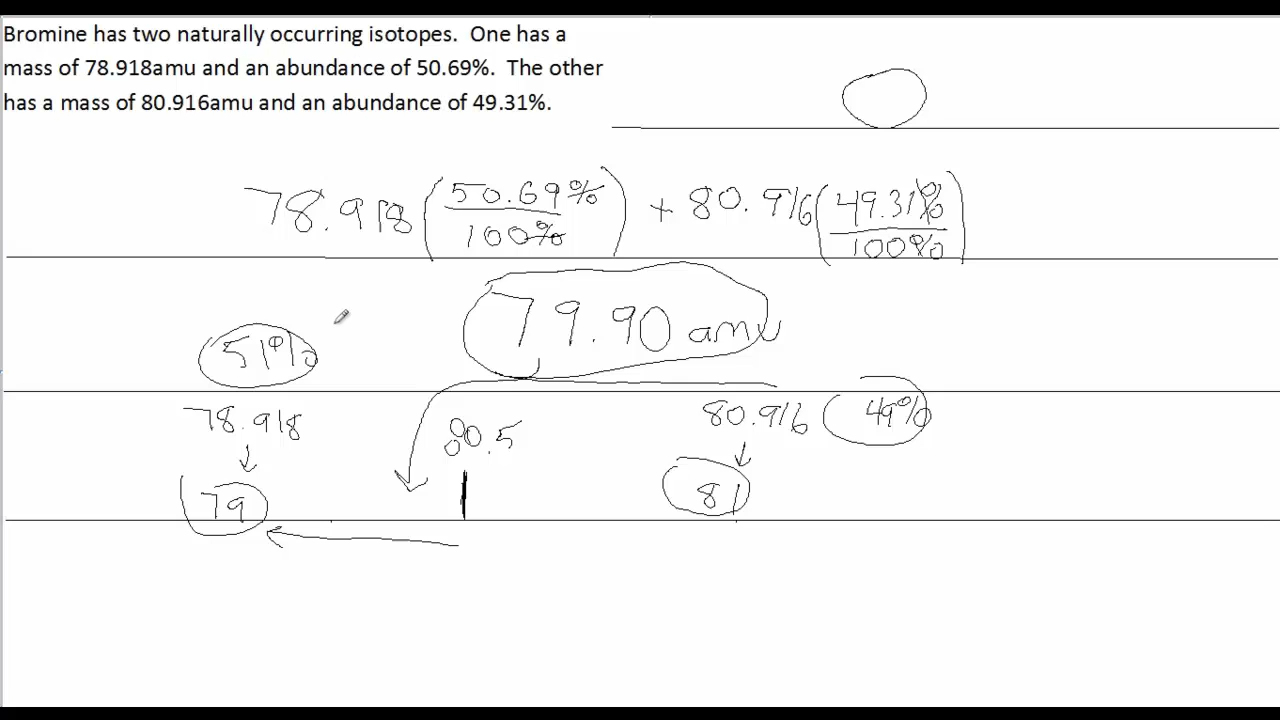 Bromine has two naturally occurring isotopes. One has a
mass of 78.918amu and an abundance of 50.69%. The other
has a mass of 80.916amu and an abundance of 49.31%.
78.918 (50.69%/100%) + 80.916 (49.31%/100%)
79.90 amu
51%
78.918 80.5 80.916 49%
79 81